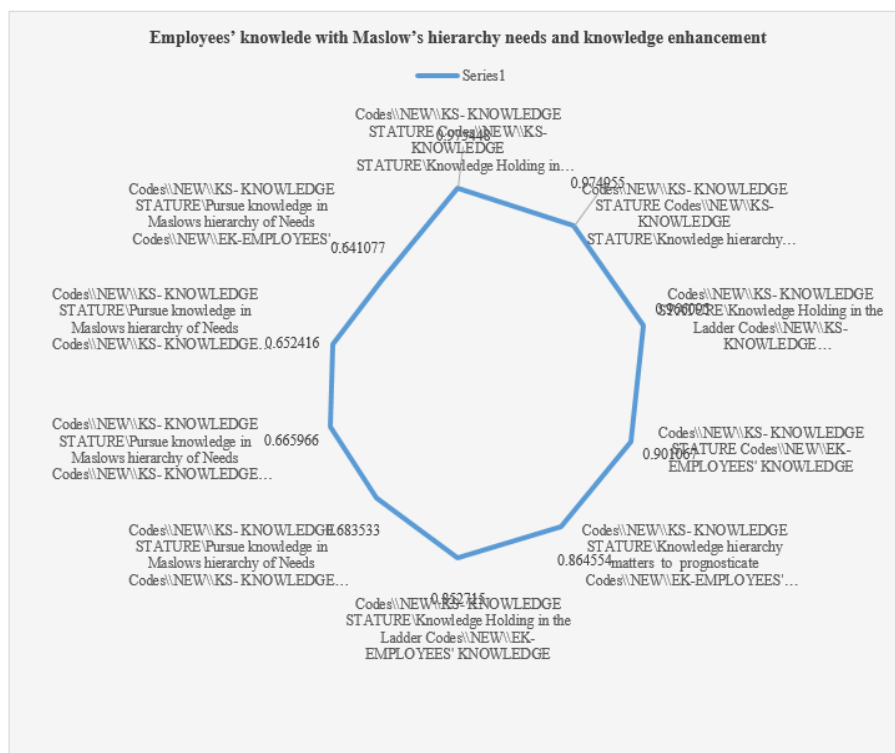 Employees’ knowlede with Maslow’s hierarchy needs and knowledge enhancement
Series1
Codes\\NEW\\KS- KNOWLEDGE
STATURE Codes\\NEW\\KS-
KNOWLEDGE
STATURE\Knowledge Holding in…
0.974955
Codes\\NEW\\KS- KNOWLEDGE
STATURE Codes\\NEW\\KS-
KNOWLEDGE
STATURE\Knowledge hierarchy…
Codes\\NEW\\KS- KNOWLEDGE
STATURE\Knowledge Holding in the
Ladder Codes\\NEW\\KS-
KNOWLEDGE…
Codes\\NEW\\KS- KNOWLEDGE
STATURE Codes\\NEW\\EK-
EMPLOYEES' KNOWLEDGE
0.901067
Codes\\NEW\\KS- KNOWLEDGE
STATURE\Knowledge hierarchy
matters to prognosticate
Codes\\NEW\\EK-EMPLOYEES'…
0.864554
0.852715
Codes\\NEW\\KS- KNOWLEDGE
STATURE\Knowledge Holding in the
Ladder Codes\\NEW\\EK-
EMPLOYEES' KNOWLEDGE
Codes\\NEW\\KS- KNOWLEDGE
STATURE\Pursue knowledge in
Maslows hierarchy of Needs
Codes\\NEW\\KS- KNOWLEDGE…
0.683533
Codes\\NEW\\KS- KNOWLEDGE
STATURE\Pursue knowledge in
Maslows hierarchy of Needs
Codes\\NEW\\KS- KNOWLEDGE…
0.665966
Codes\\NEW\\KS- KNOWLEDGE
STATURE\Pursue knowledge in
Maslows hierarchy of Needs
Codes\\NEW\\KS- KNOWLEDGE…
0.652416
Codes\\NEW\\KS- KNOWLEDGE
STATURE\Pursue knowledge in
Maslows hierarchy of Needs
Codes\\NEW\\EK-EMPLOYEES'
0.641077